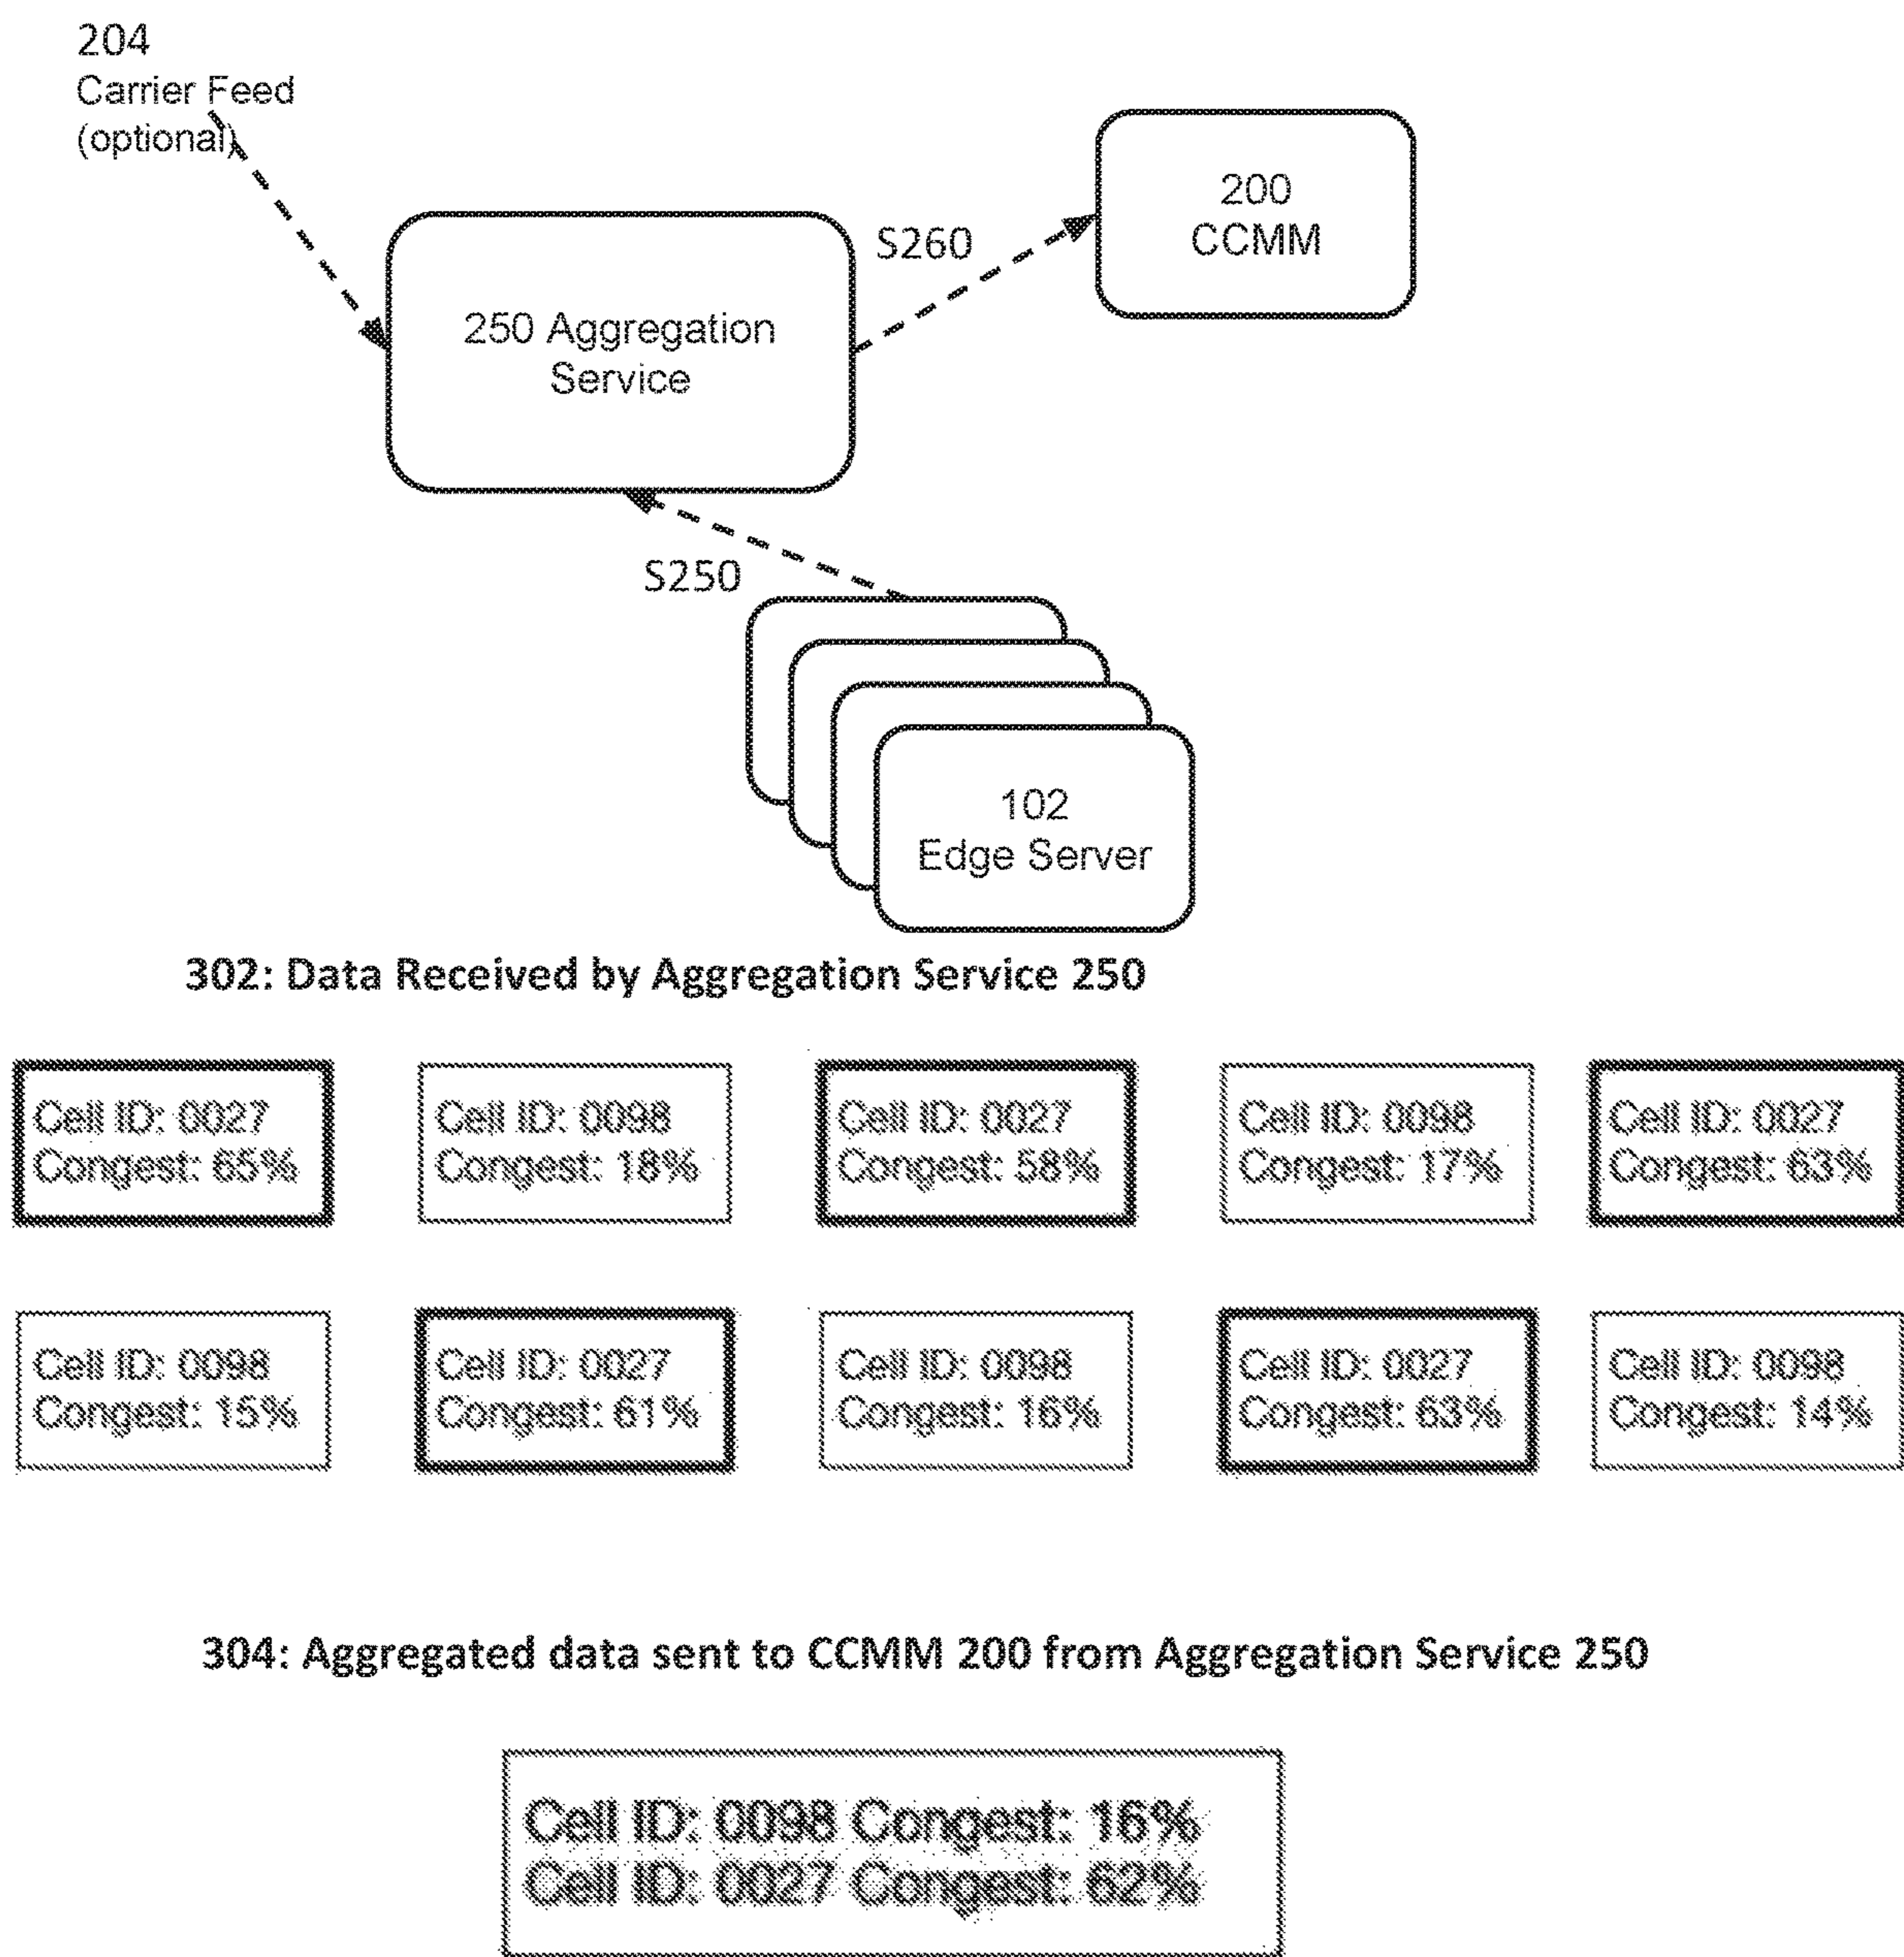 204
Carrier Feed
(optional)
200
CCMM
S260
250 Aggregation
Service
S250
102
Edge Server
302: Data Received by Aggregation Service 250
Cell ID: 0027
Congest: 65%
Cell ID: 0098
Congest: 18%
Cell ID: 0027
Congest: 58%
Cell ID: 0098
Congest: 17%
Cell ID: 0027
Congest: 63%
Cell ID: 0098
Congest: 15%
Cell ID: 0027
Congest: 61%
Cell ID: 0098
Congest: 16%
Cell ID: 0027
Congest: 63%
Cell ID: 0098
Congest: 14%
304: Aggregated data sent to CCMM 200 from Aggregation Service 250
Cell ID: 0098 Congest: 16%
Cell ID: 0027 Congest: 62%